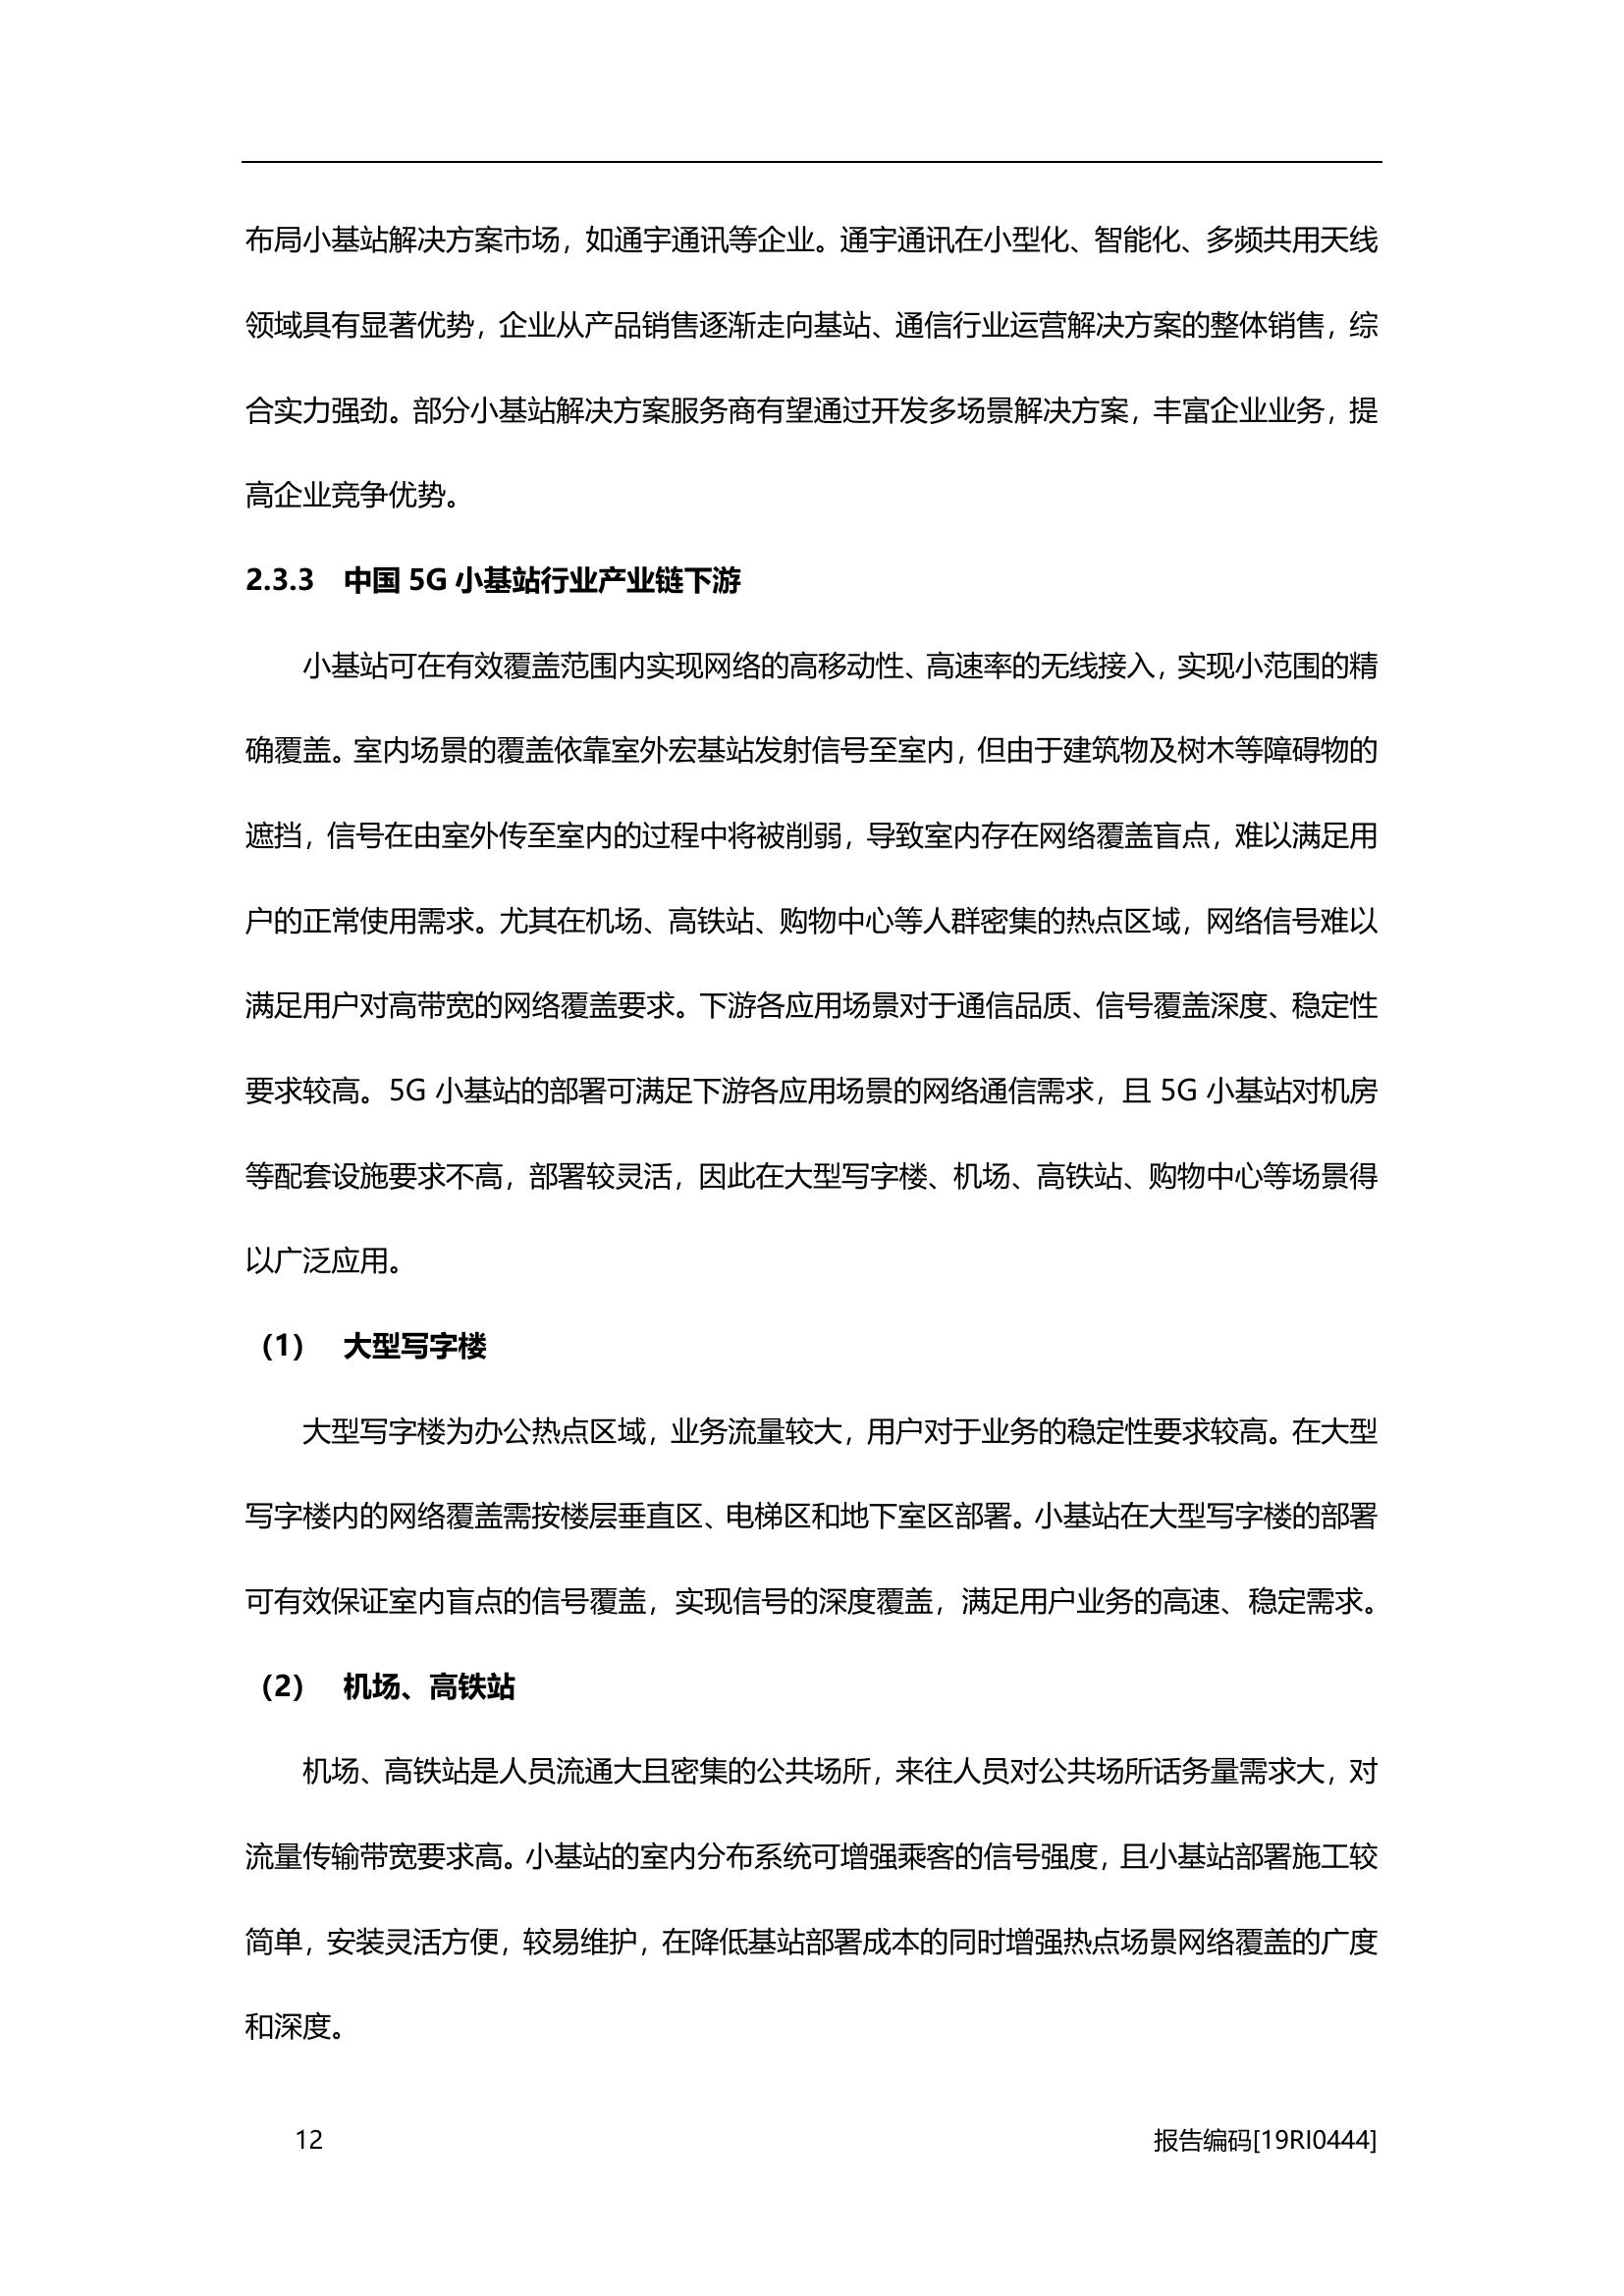 布局小基站解决方案市场，如通宇通讯等企业。通宇通讯在小型化、智能化、多频共用天线
领域具有显著优势，企业从产品销售逐渐走向基站、通信行业运营解决方案的整体销售，综
合实力强劲。部分小基站解决方案服务商有望通过开发多场景解决方案，丰富企业业务，提
高企业竞争优势。
2.3.3 中国 5G 小基站行业产业链下游
小基站可在有效覆盖范围内实现网络的高移动性、高速率的无线接入，实现小范围的精
确覆盖。室内场景的覆盖依靠室外宏基站发射信号至室内，但由于建筑物及树木等障碍物的
遮挡，信号在由室外传至室内的过程中将被削弱，导致室内存在网络覆盖盲点，难以满足用
户的正常使用需求。尤其在机场、高铁站、购物中心等人群密集的热点区域，网络信号难以
满足用户对高带宽的网络覆盖要求。下游各应用场景对于通信品质、信号覆盖深度、稳定性
要求较高。5G 小基站的部署可满足下游各应用场景的网络通信需求，且 5G 小基站对机房
等配套设施要求不高，部署较灵活，因此在大型写字楼、机场、高铁站、购物中心等场景得
以广泛应用。
（1） 大型写字楼
大型写字楼为办公热点区域，业务流量较大，用户对于业务的稳定性要求较高。在大型
写字楼内的网络覆盖需按楼层垂直区、电梯区和地下室区部署。小基站在大型写字楼的部署
可有效保证室内盲点的信号覆盖，实现信号的深度覆盖，满足用户业务的高速、稳定需求。
（2） 机场、高铁站
机场、高铁站是人员流通大且密集的公共场所，来往人员对公共场所话务量需求大，对
流量传输带宽要求高。小基站的室内分布系统可增强乘客的信号强度，且小基站部署施工较
简单，安装灵活方便，较易维护，在降低基站部署成本的同时增强热点场景网络覆盖的广度
和深度。
12 报告编码[19RI0444]